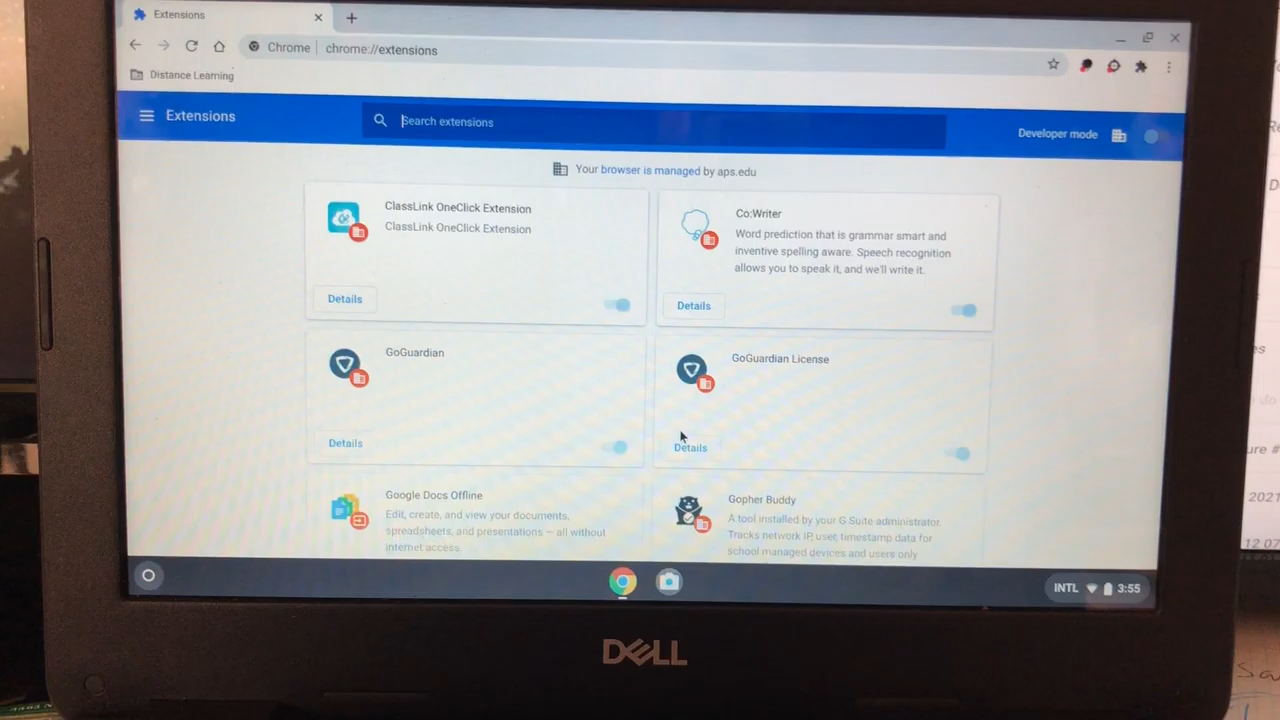 Extensions
Chrome | chrome://extensions
Distance Learning
Extensions
Search extensions
Developer mode
Your browser is managed by aps.edu
ClassLink OneClick Extension
ClassLink OneClick Extension
Details
Co:Writer
Word prediction that is grammar smart and
inventive spelling aware. Speech recognition
allows you to speak it, and we'll write it.
Details
GoGuardian
Details
GoGuardian License
Details
Google Docs Offline
Edit, create, and view your documents,
spreadsheets, and presentations — all without
internet access.
Gopher Buddy
A tool installed by your G Suite administrator.
Tracks network IP, user, timestamp data for
school managed devices and users only
INTL 3:55
DELL
2021